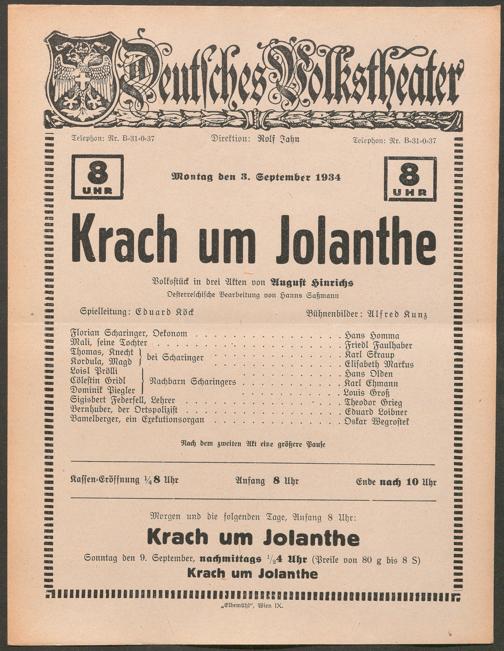 Deutsches Volkstheater
Telephon: Nr. B-31-0-37 Direktion: Rolf Jahn Telephon: Nr. B-31-0-37
8 UHR Montag den 3. September 1934 8 UHR
Krach um Jolanthe
Volksstück in drei Akten von August Hinrichs
Oesterreichische Bearbeitung von Hanns Saßmann
Spielleitung: Eduard Köck Bühnenbilder: Alfred Kunz
Florian Scharinger, Oekonom Hans Homma
Mali, seine Tochter Friedl Faulhaber
Thomas, Knecht } bei Scharinger Karl Skraup
Kordula, Magd } Elisabeth Markus
Loisl Prölli } Nachbarn Scharingers Hans Olden
Cölestin Gridl } Karl Ehmann
Dominik Piegler } Louis Groß
Sigisbert Federsell, Lehrer Theodor Grieg
Bernhuber, der Ortspolizist Eduard Loibner
Bamelberger, ein Exekutionsorgan Oskar Wegrostek
Nach dem zweiten Akt eine größere Pause
Kassen-Eröffnung ¼8 Uhr Anfang 8 Uhr Ende nach 10 Uhr
Morgen und die folgenden Tage, Anfang 8 Uhr:
Krach um Jolanthe
Sonntag den 9. September, nachmittags ½4 Uhr (Preise von 80 g bis 8 S)
Krach um Jolanthe
„Elbemühl“, Wien IX.